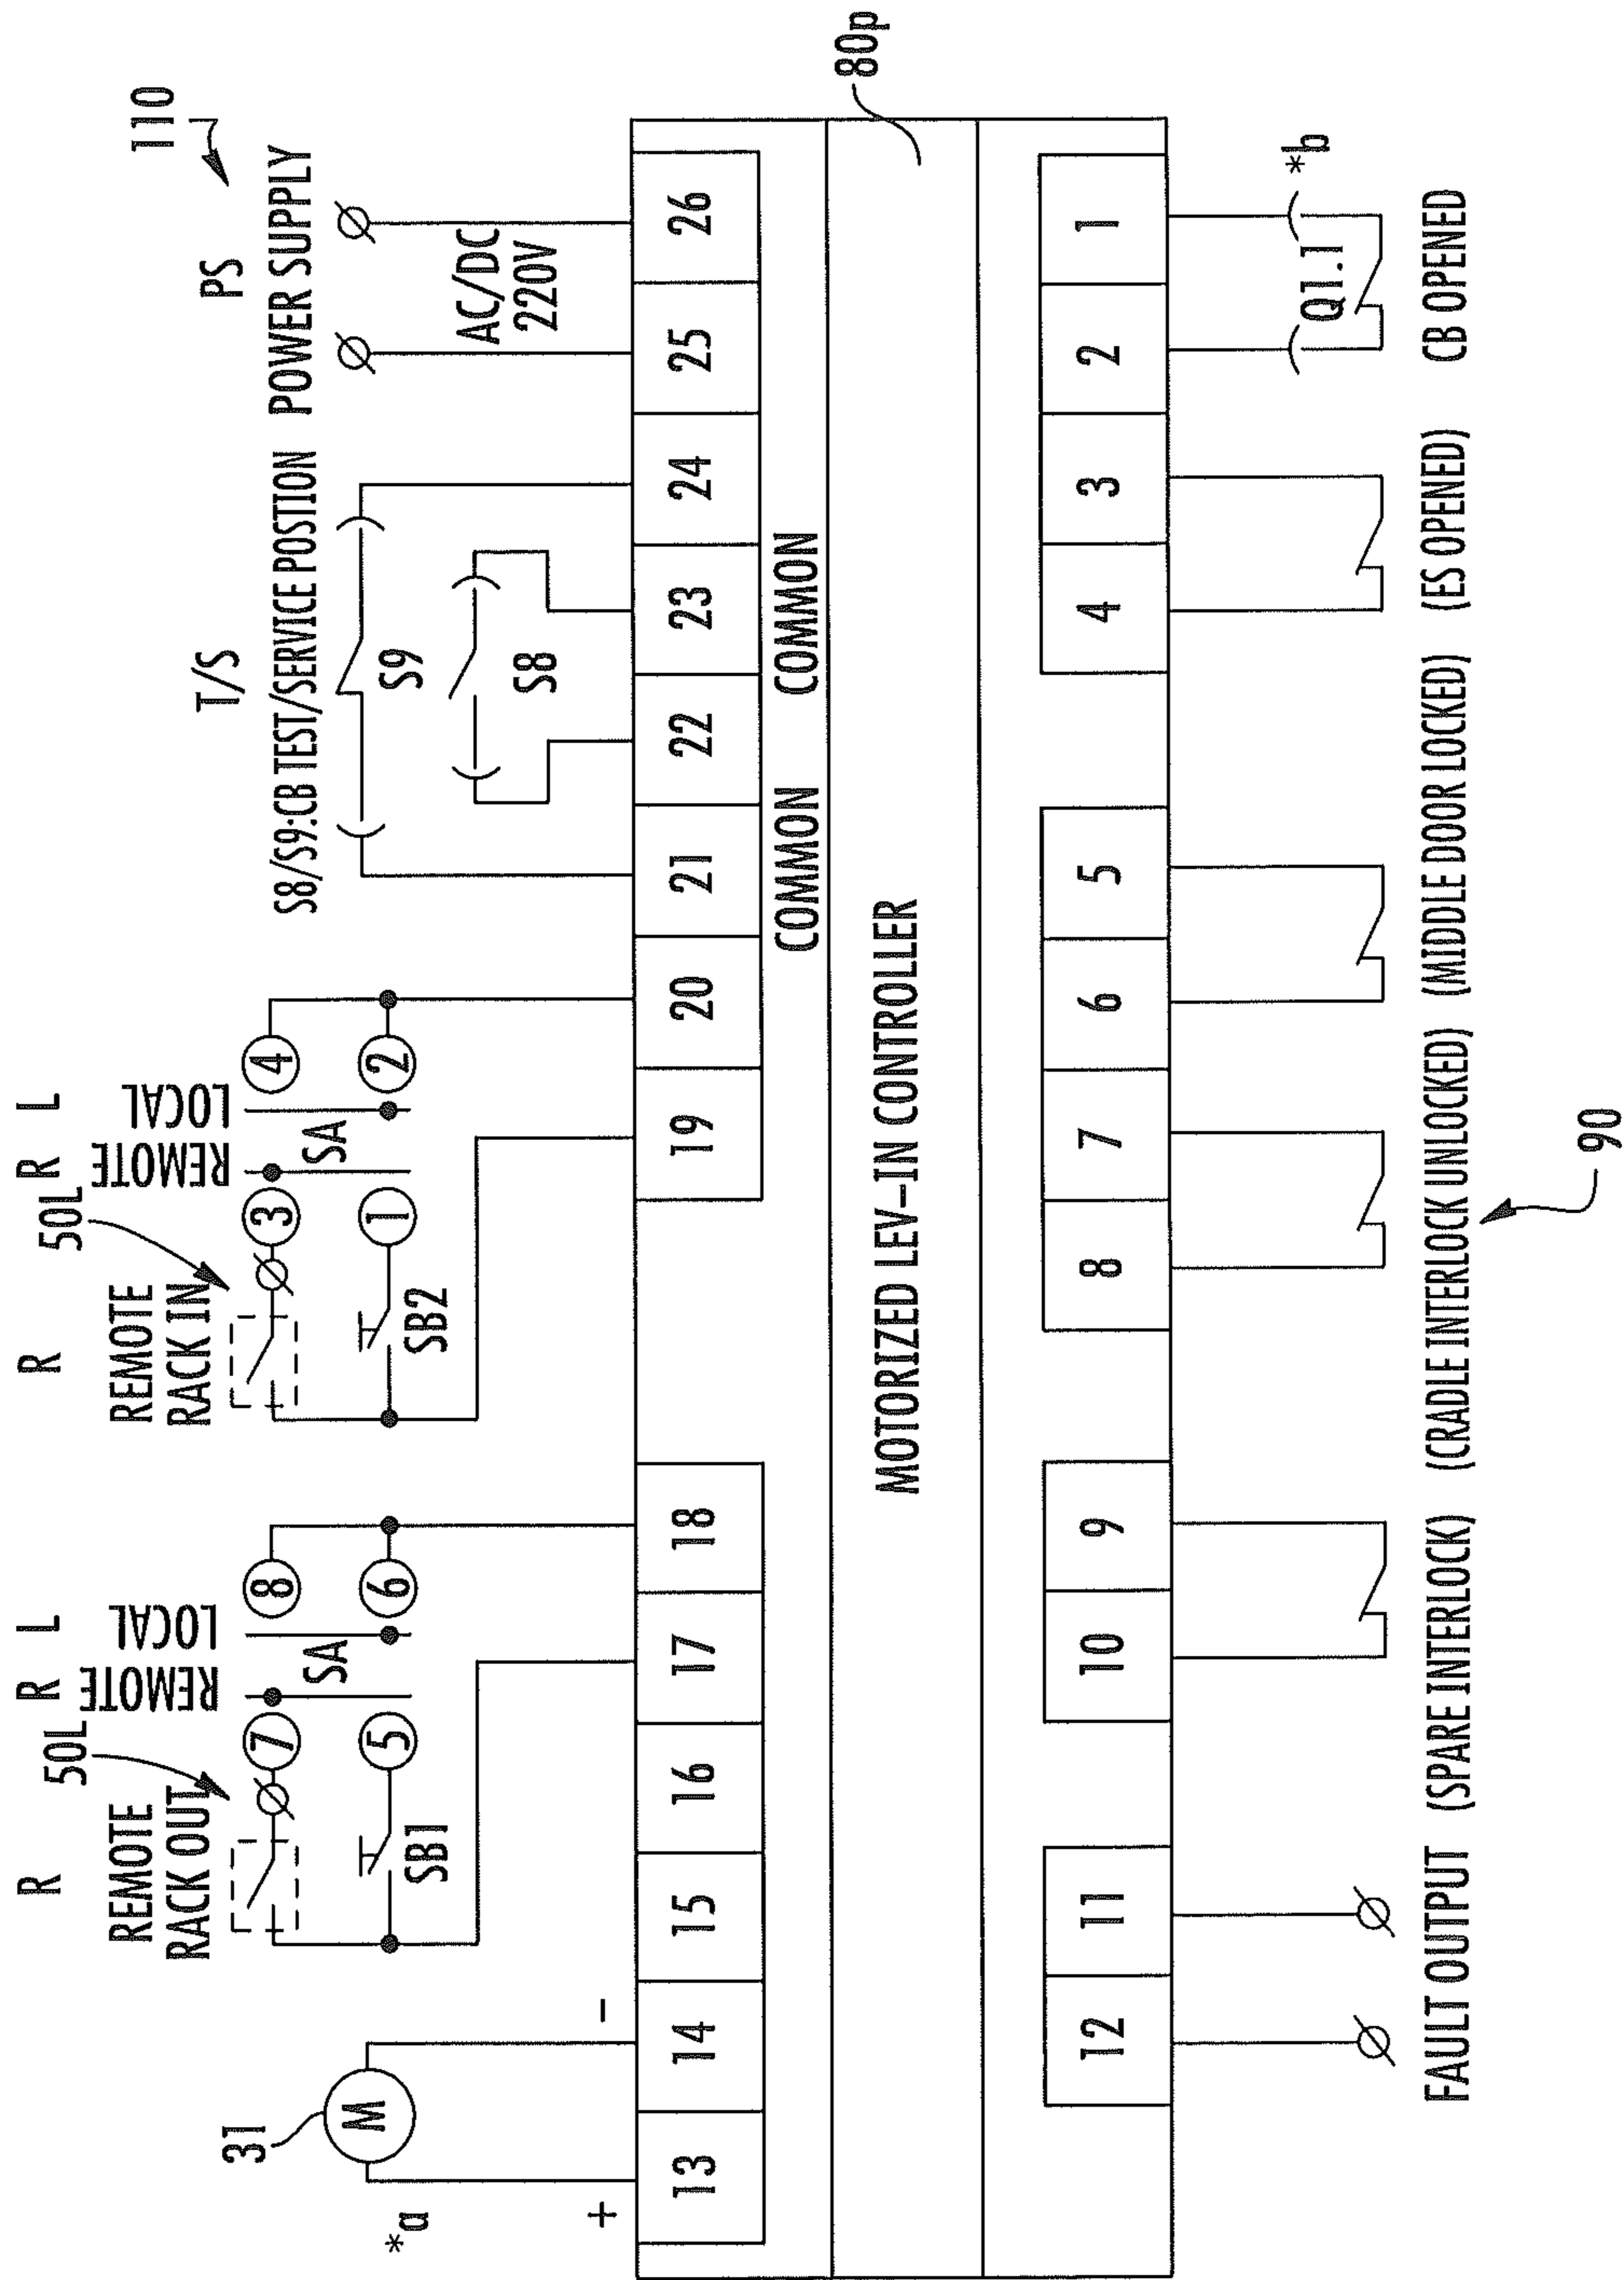 110
PS
POWER SUPPLY
AC/DC
220V
T/S
S8/S9:CB TEST/SERVICE POSTION
S9
S8
R R L
50L
REMOTE
RACK IN
REMOTE
LOCAL
SA
3
4
1
2
SB2
R R L
50L
REMOTE
RACK OUT
REMOTE
LOCAL
SA
7
8
5
6
SB1
31
M
*a
+
-
13 14 15 16 17 18 19 20 21 22 23 24 25 26
COMMON COMMON
MOTORIZED LEV-IN CONTROLLER
80p
12 11 10 9 8 7 6 5 4 3 2 1
Q1.1
*b
FAULT OUTPUT (SPARE INTERLOCK) (CRADLE INTERLOCK UNLOCKED) (MIDDLE DOOR LOCKED) (ES OPENED) CB OPENED
90